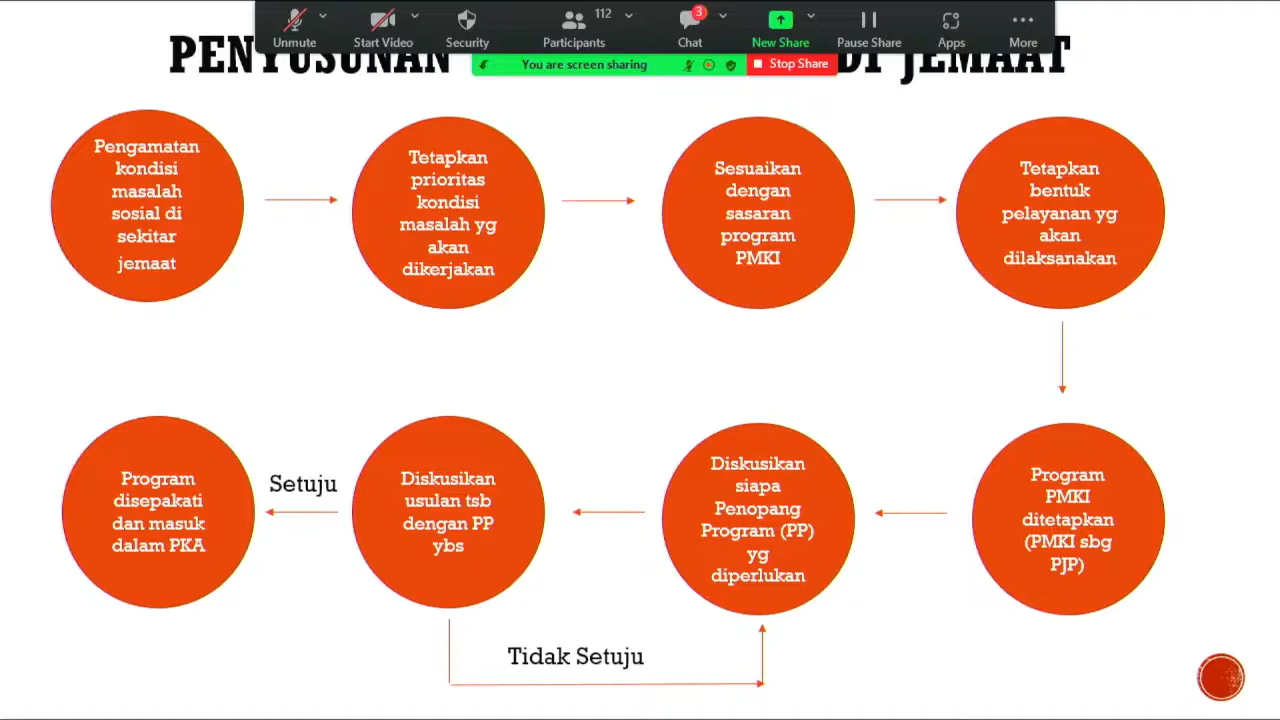 Unmute
Start Video
Security
Participants
112
Chat
3
New Share
Pause Share
Apps
More
You are screen sharing
Stop Share
PENYUSUNAN DI JEMAAT
Pengamatan
kondisi
masalah
sosial di
sekitar
jemaat
Tetapkan
prioritas
kondisi
masalah yg
akan
dikerjakan
Sesuaikan
dengan
sasaran
program
PMKI
Tetapkan
bentuk
pelayanan yg
akan
dilaksanakan
Program
PMKI
ditetapkan
(PMKI sbg
PJP)
Diskusikan
siapa
Penopang
Program (PP)
yg
diperlukan
Diskusikan
usulan tsb
dengan PP
ybs
Setuju
Program
disepakati
dan masuk
dalam PKA
Tidak Setuju